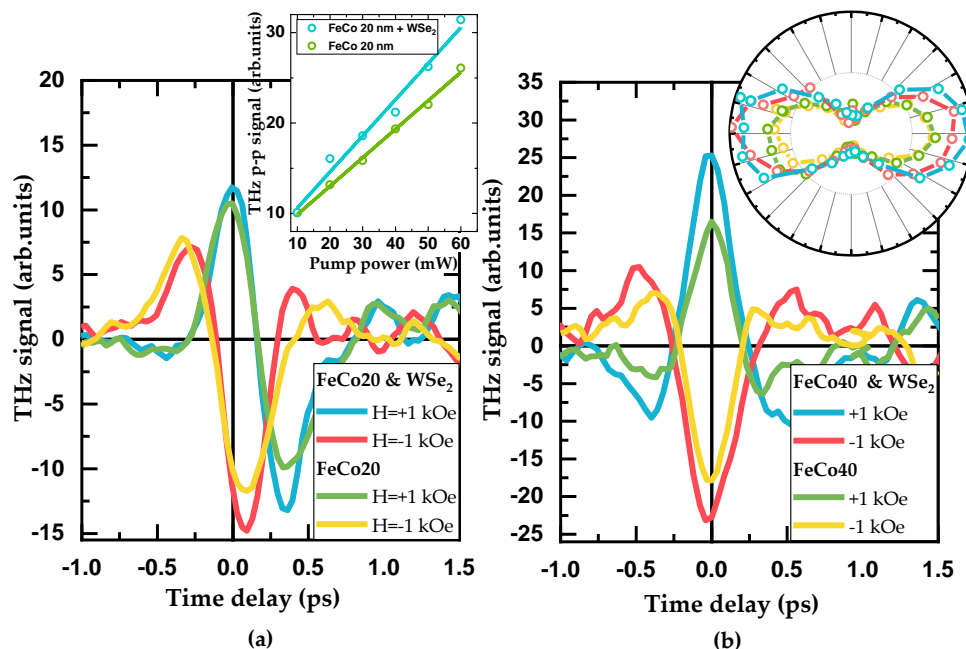 THz p-p signal (arb.units)
30
20
10
FeCo 20 nm + WSe₂
FeCo 20 nm
10 20 30 40 50 60
Pump power (mW)
THz signal (arb.units)
20
15
10
5
0
-5
-10
-15
FeCo20 & WSe₂
H=+1 kOe
H=-1 kOe
FeCo20
H=+1 kOe
H=-1 kOe
-1.0 -0.5 0.0 0.5 1.0 1.5
Time delay (ps)
(a)
THz signal (arb.units)
35
30
25
20
15
10
5
0
-5
-10
-15
-20
-25
FeCo40 & WSe₂
+1 kOe
-1 kOe
FeCo40
+1 kOe
-1 kOe
-1.0 -0.5 0.0 0.5 1.0 1.5
Time delay (ps)
(b)